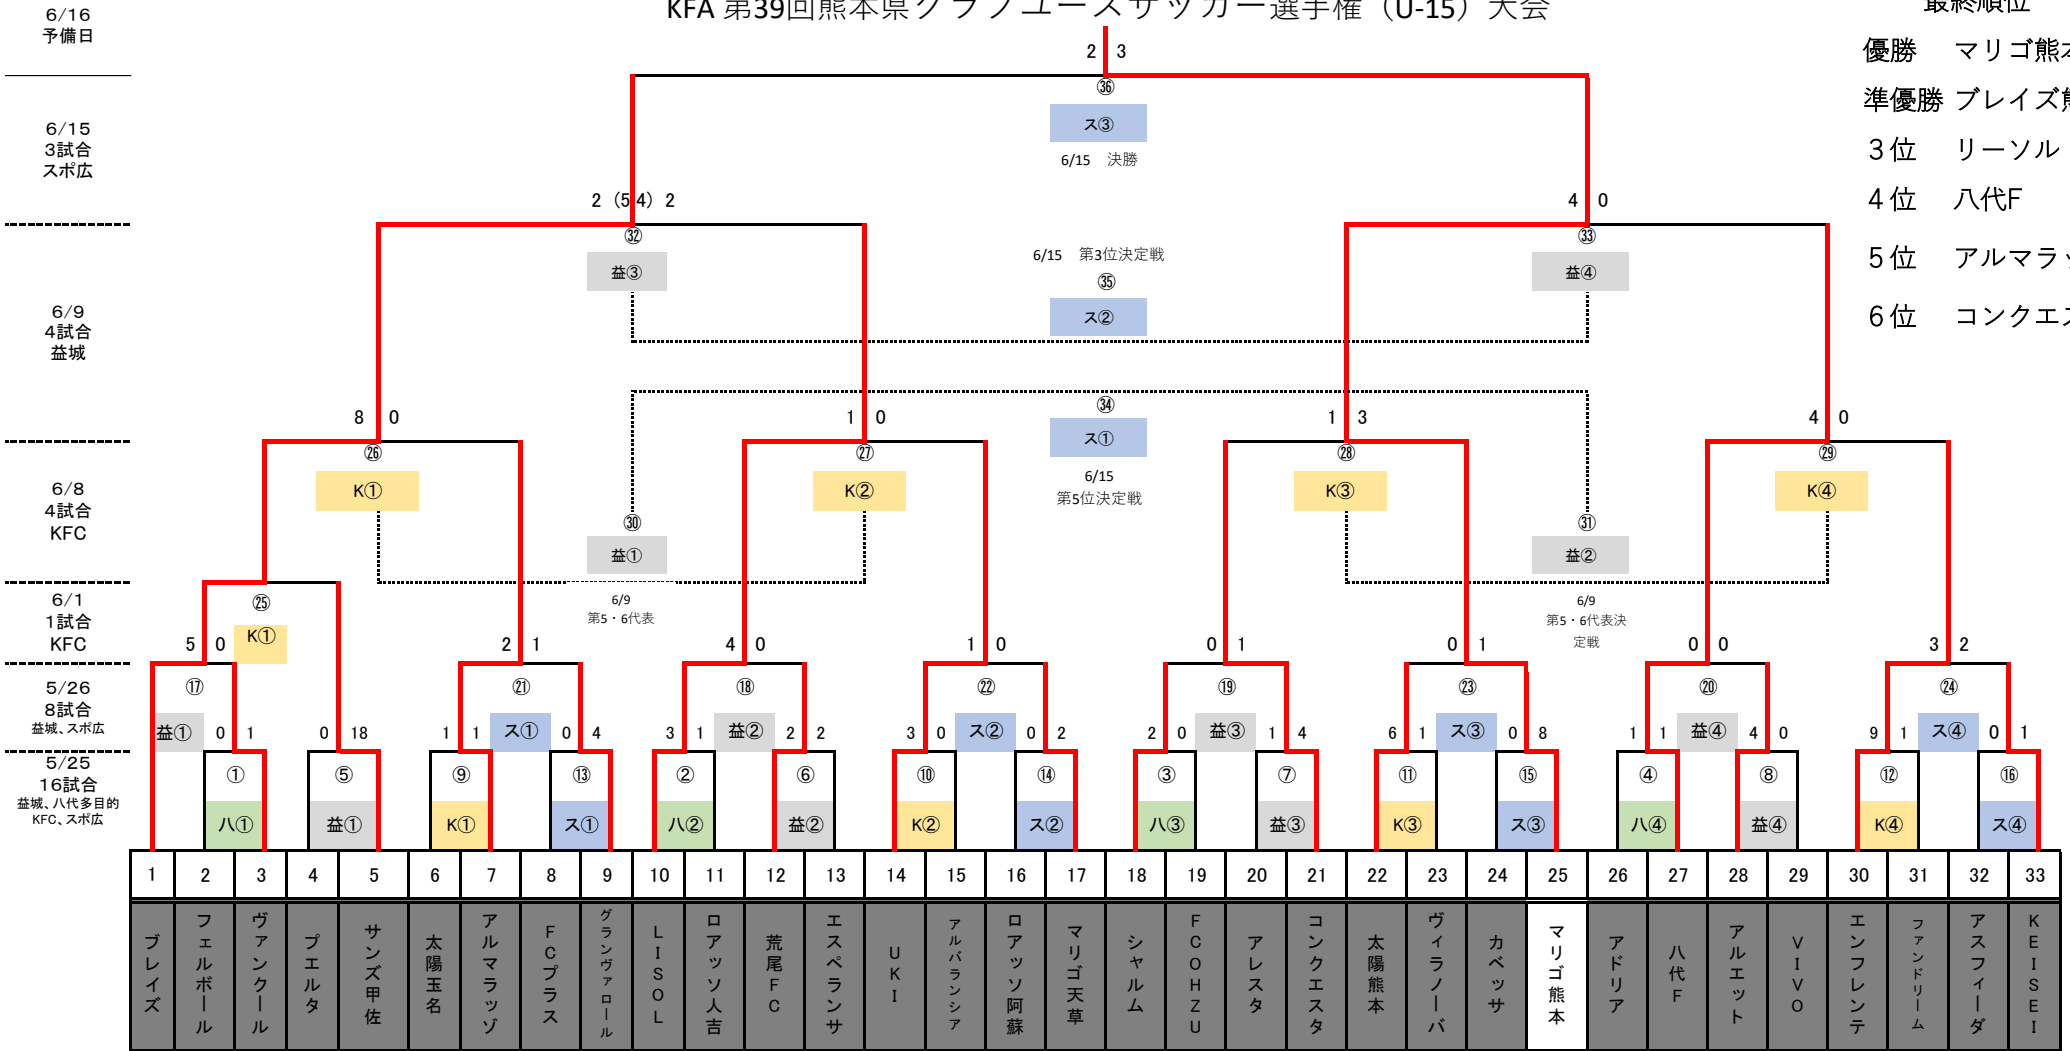 KFA 第39回熊本県クラブユースサッカー選手権（U-15）大会
最終順位
優勝 マリゴ熊本
準優勝 ブレイズ熊
3位 リーソル
4位 八代F
5位 アルマラッ
6位 コンクエス
6/16
予備日
6/15
3試合
スポ広
6/9
4試合
益城
6/8
4試合
KFC
6/1
1試合
KFC
5/26
8試合
益城、スポ広
5/25
16試合
益城、八代多目的
KFC、スポ広
2 3
㊱
ス③
6/15 決勝
2 (5 4) 2
㉜
益③
4 0
㉝
益④
6/15 第3位決定戦
㉟
ス②
㉞
ス①
6/15
第5位決定戦
8 0
㉖
K①
1 0
㉗
K②
1 3
㉘
K③
4 0
㉙
K④
㉚
益①
6/9
第5・6代表
㉛
益②
6/9
第5・6代表決
定戦
㉕
K①
5 0
2 1
4 0
1 0
0 1
0 1
0 0
3 2
⑰ ㉑ ⑱ ㉒ ⑲ ㉓ ⑳ ㉔
益① ス① 益② ス② 益③ ス③ 益④ ス④
0 1 0 18 1 1 0 4 3 1 2 2 3 0 0 2 2 0 1 4 6 1 0 8 1 1 4 0 9 1 0 1
① ⑤ ⑨ ⑬ ② ⑥ ⑩ ⑭ ③ ⑦ ⑪ ⑮ ④ ⑧ ⑫ ⑯
八① 益① K① ス① 八② 益② K② ス② 八③ 益③ K③ ス③ 八④ 益④ K④ ス④
1 2 3 4 5 6 7 8 9 10 11 12 13 14 15 16 17 18 19 20 21 22 23 24 25 26 27 28 29 30 31 32 33
ブレイズ
フェルボール
ヴァンクール
プエルタ
サンズ甲佐
太陽玉名
アルマラッゾ
FCプラス
グランヴァロール
LISOL
ロアッソ人吉
荒尾FC
エスペランサ
UKI
アルバランシア
ロアッソ阿蘇
マリゴ天草
シャルム
FCOHZU
アレスタ
コンクエスタ
太陽熊本
ヴィラノーバ
カベッサ
マリゴ熊本
アドリア
八代F
アルエット
VIVO
エンフレンテ
ファンドリーム
アスフィーダ
KEISEI